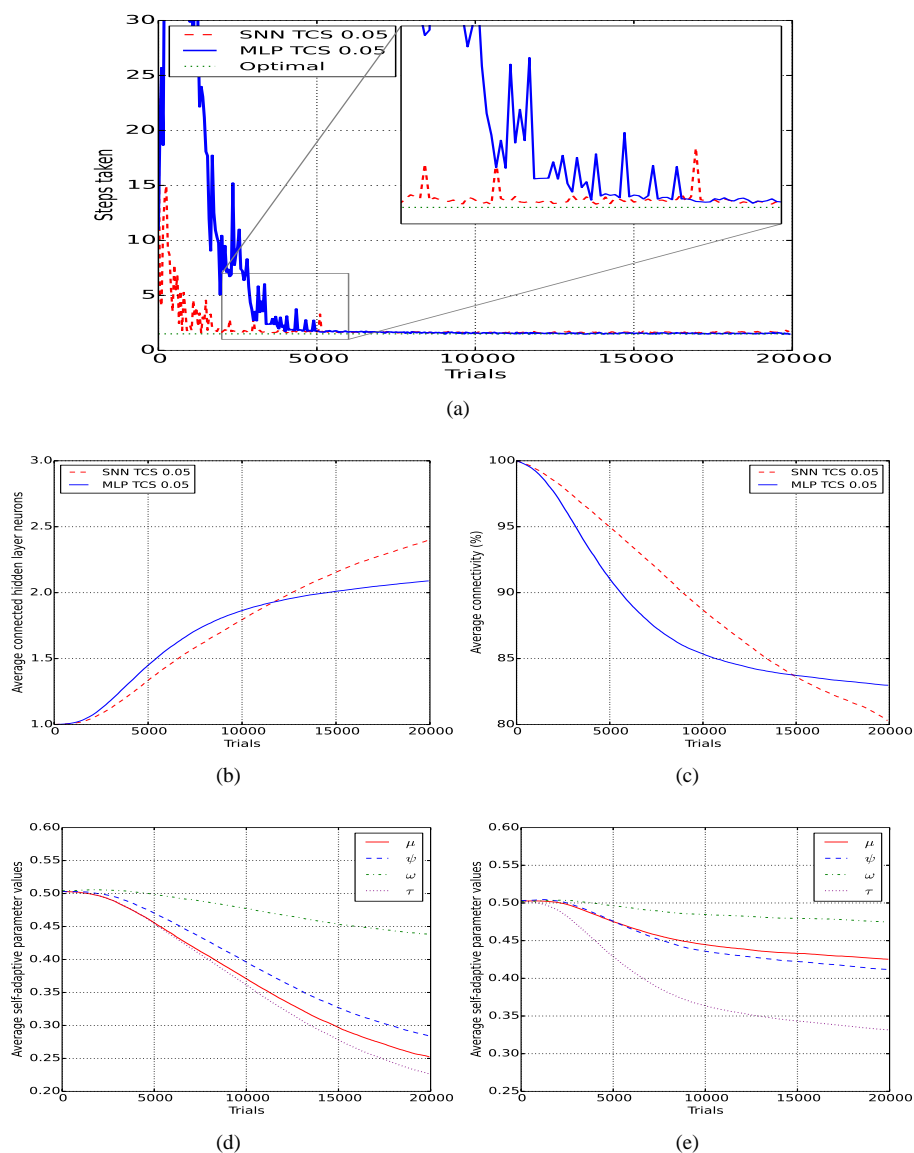 30
25
20
15
10
5
0
Steps taken
SNN TCS 0.05
MLP TCS 0.05
Optimal
0 5000 10000 15000 20000
Trials
(a)
3.0
2.5
2.0
1.5
1.0
Average connected hidden layer neurons
SNN TCS 0.05
MLP TCS 0.05
0 5000 10000 15000 20000
Trials
(b)
100
95
90
85
80
Average connectivity (%)
SNN TCS 0.05
MLP TCS 0.05
0 5000 10000 15000 20000
Trials
(c)
0.60
0.55
0.50
0.45
0.40
0.35
0.30
0.25
0.20
Average self-adaptive parameter values
μ
ψ
ω
τ
0 5000 10000 15000 20000
Trials
(d)
0.60
0.55
0.50
0.45
0.40
0.35
0.30
0.25
Average self-adaptive parameter values
μ
ψ
ω
τ
0 5000 10000 15000 20000
Trials
(e)